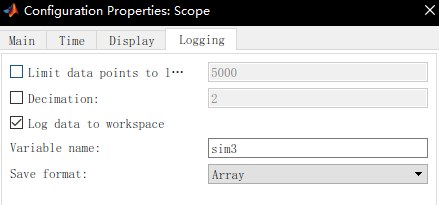 Configuration Properties: Scope
Main Time Display Logging
Limit data points to l…
5000
Decimation:
2
Log data to workspace
Variable name:
sim3
Save format:
Array